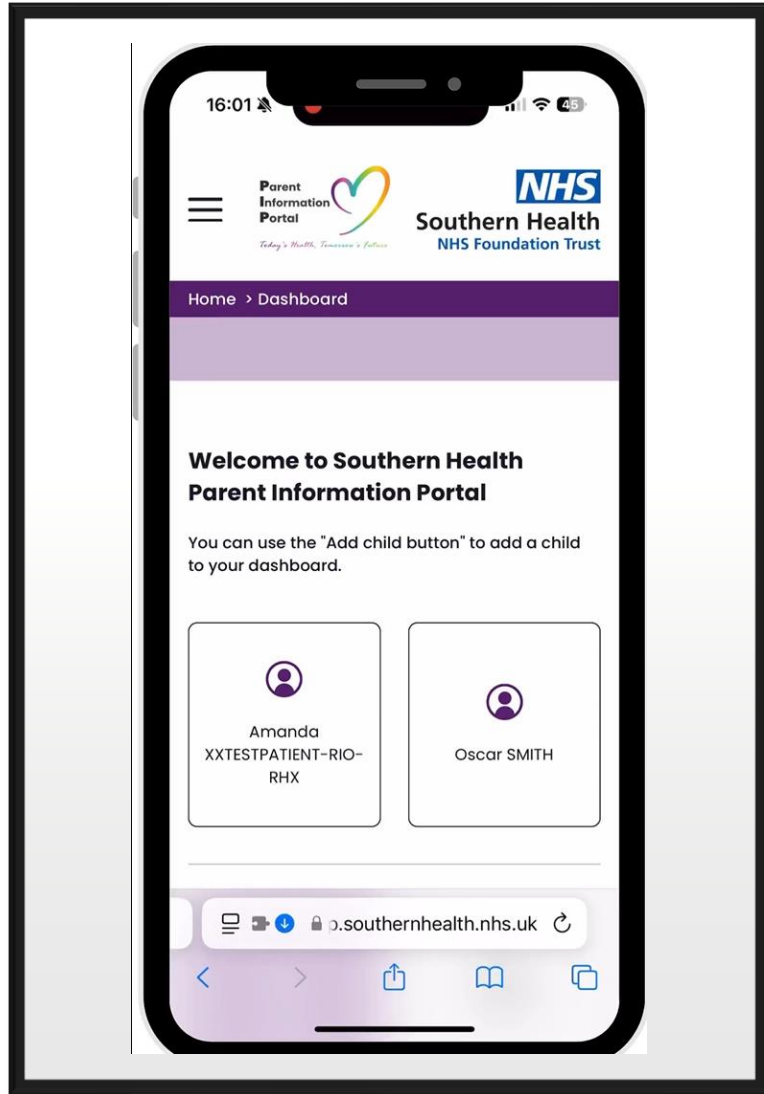 16:01
45
Parent
Information
Portal
Today's Health, Tomorrow's Future
NHS
Southern Health
NHS Foundation Trust
Home > Dashboard
Welcome to Southern Health
Parent Information Portal
You can use the "Add child button" to add a child
to your dashboard.
Amanda
XXTESTPATIENT-RIO-
RHX
Oscar SMITH
.southernhealth.nhs.uk